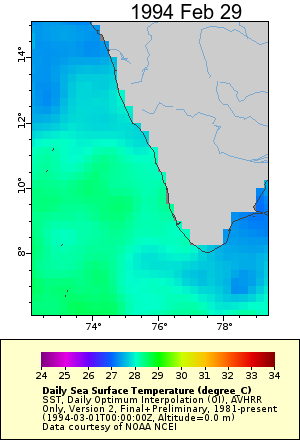 1994 Feb 29
14°
12°
10°
8°
74°
76°
78°
24 25 26 27 28 29 30 31 32 33 34
Daily Sea Surface Temperature (degree_C)
SST, Daily Optimum Interpolation (OI), AVHRR
Only, Version 2, Final+Preliminary, 1981-present
(1994-03-01T00:00:00Z, Altitude=0.0 m)
Data courtesy of NOAA NCEI